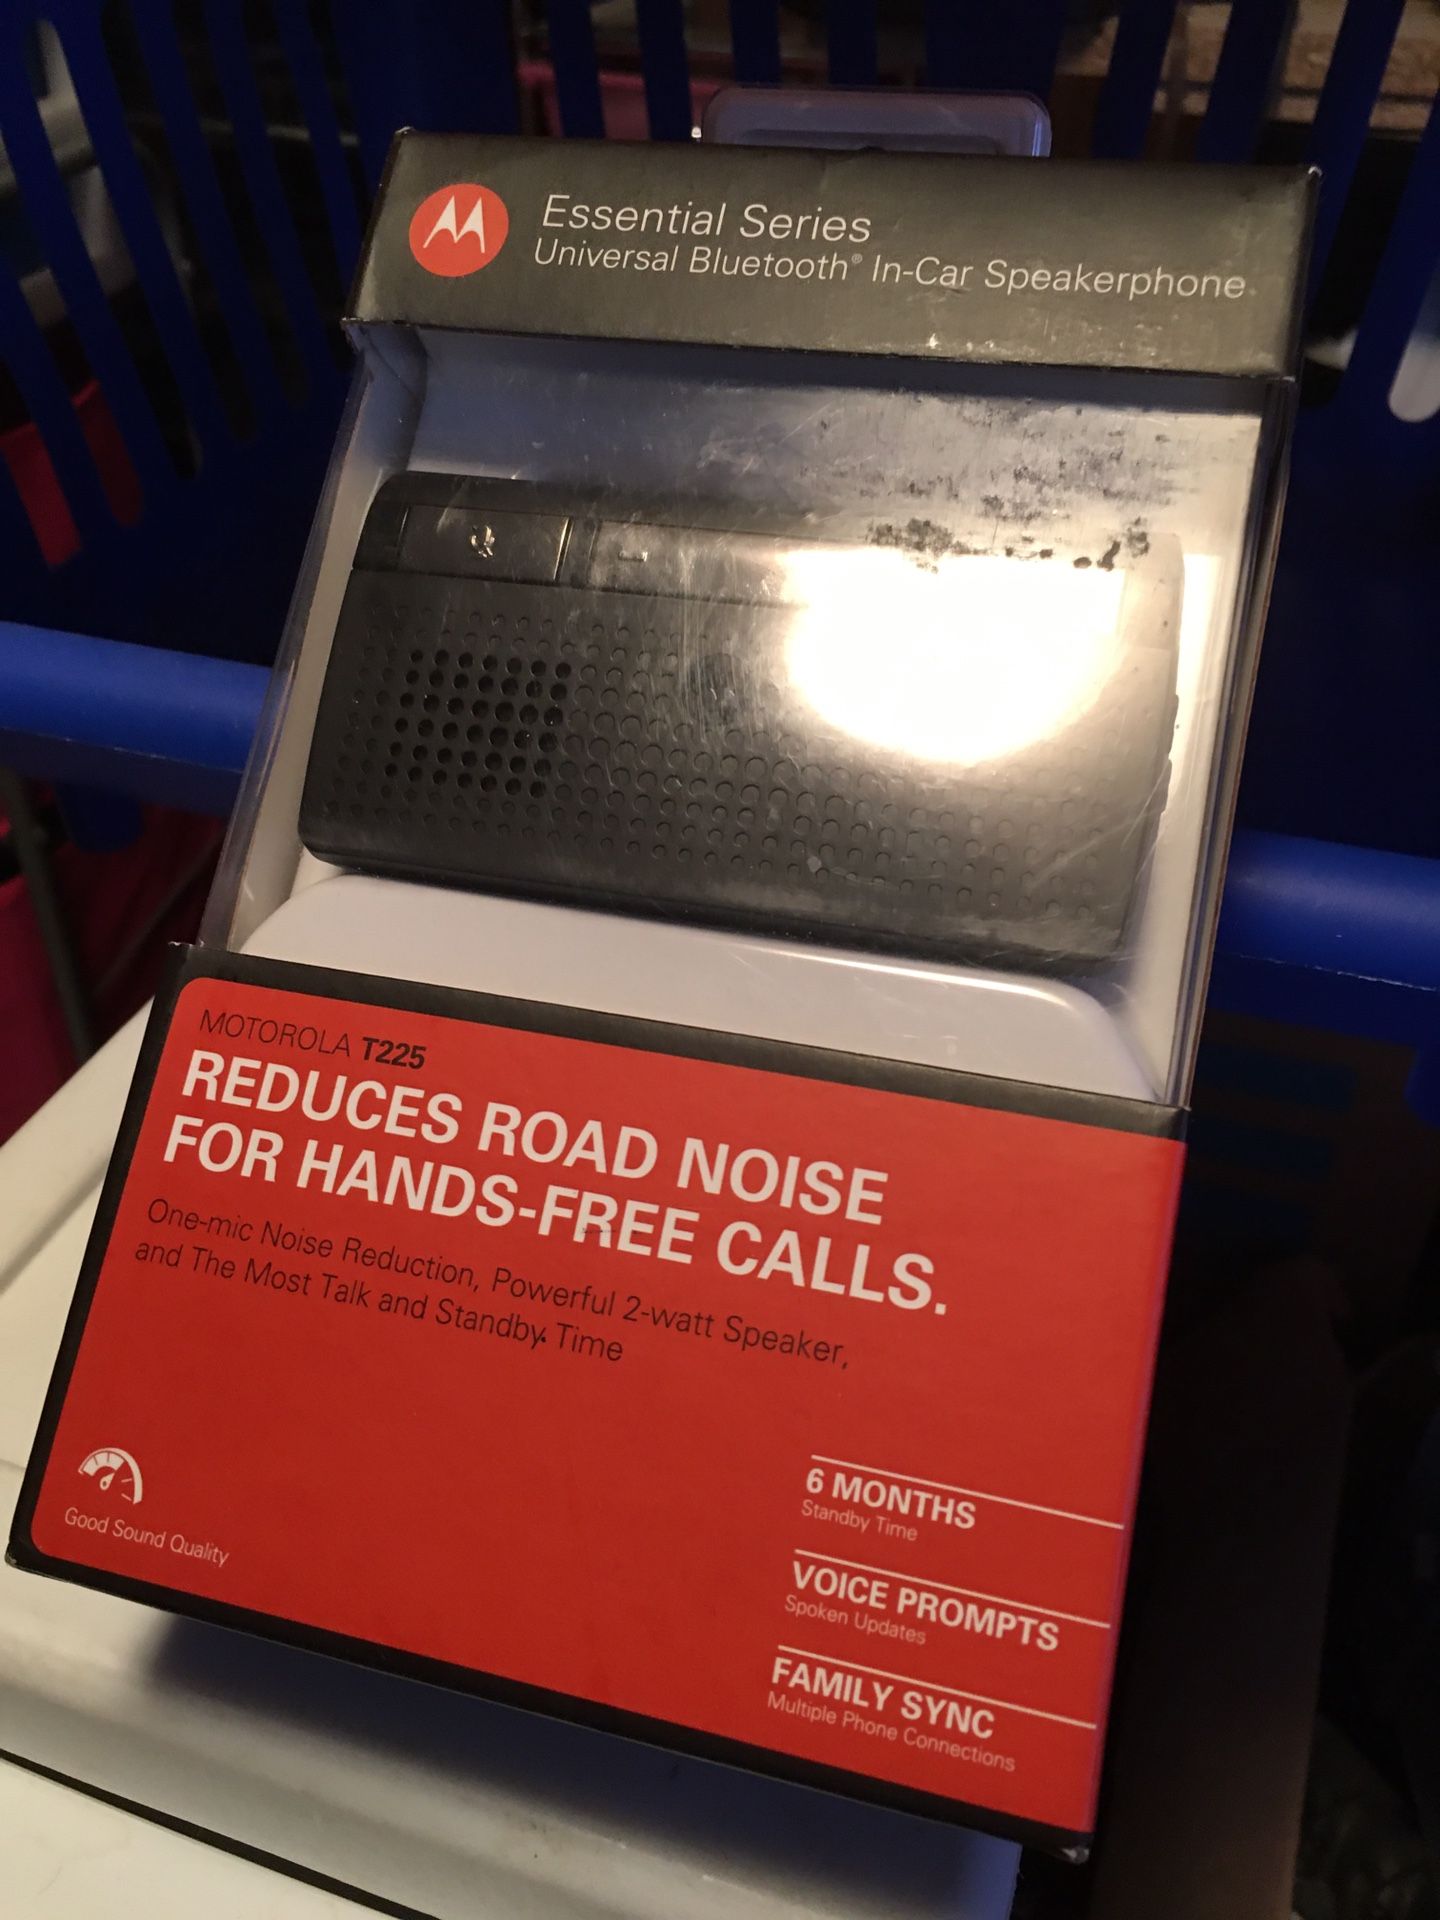 Essential Series
Universal Bluetooth® In-Car Speakerphone
MOTOROLA T225
REDUCES ROAD NOISE
FOR HANDS-FREE CALLS.
One-mic Noise Reduction, Powerful 2-watt Speaker,
and The Most Talk and Standby Time
Good Sound Quality
6 MONTHS
Standby Time
VOICE PROMPTS
Spoken Updates
FAMILY SYNC
Multiple Phone Connections